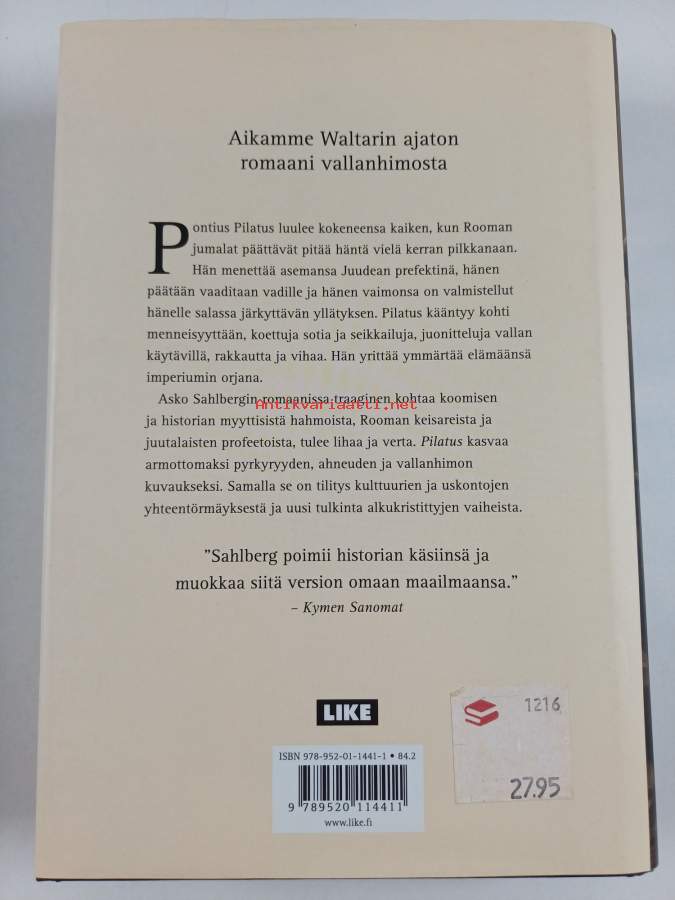 Aikamme Waltarin ajaton
romaani vallanhimosta
Pontius Pilatus luulee kokeneensa kaiken, kun Rooman
jumalat päättävät pitää häntä vielä kerran pilkkanaan.
Hän menettää asemansa Juudean prefektinä, hänen
päätään vaaditaan vadille ja hänen vaimonsa on valmistellut
hänelle salassa järkyttävän yllätyksen. Pilatus kääntyy kohti
menneisyyttään, koettuja sotia ja seikkailuja, juonitteluja vallan
käytävillä, rakkautta ja vihaa. Hän yrittää ymmärtää elämäänsä
imperiumin orjana.
Asko Sahlbergin romaanissa traaginen kohtaa koomisen
Antikvariaatti.net
ja historian myyttisistä hahmoista, Rooman keisareista ja
juutalaisten profeetoista, tulee lihaa ja verta. Pilatus kasvaa
armottomaksi pyrkyryyden, ahneuden ja vallanhimon
kuvaukseksi. Samalla se on tilitys kulttuurien ja uskontojen
yhteentörmäyksestä ja uusi tulkinta alkukristittyjen vaiheista.
”Sahlberg poimii historian käsiinsä ja
muokkaa siitä version omaan maailmaansa.”
– Kymen Sanomat
LIKE
1216
27.95
ISBN 978-952-01-1441-1 • 84.2
9 789520 114411
www.like.fi